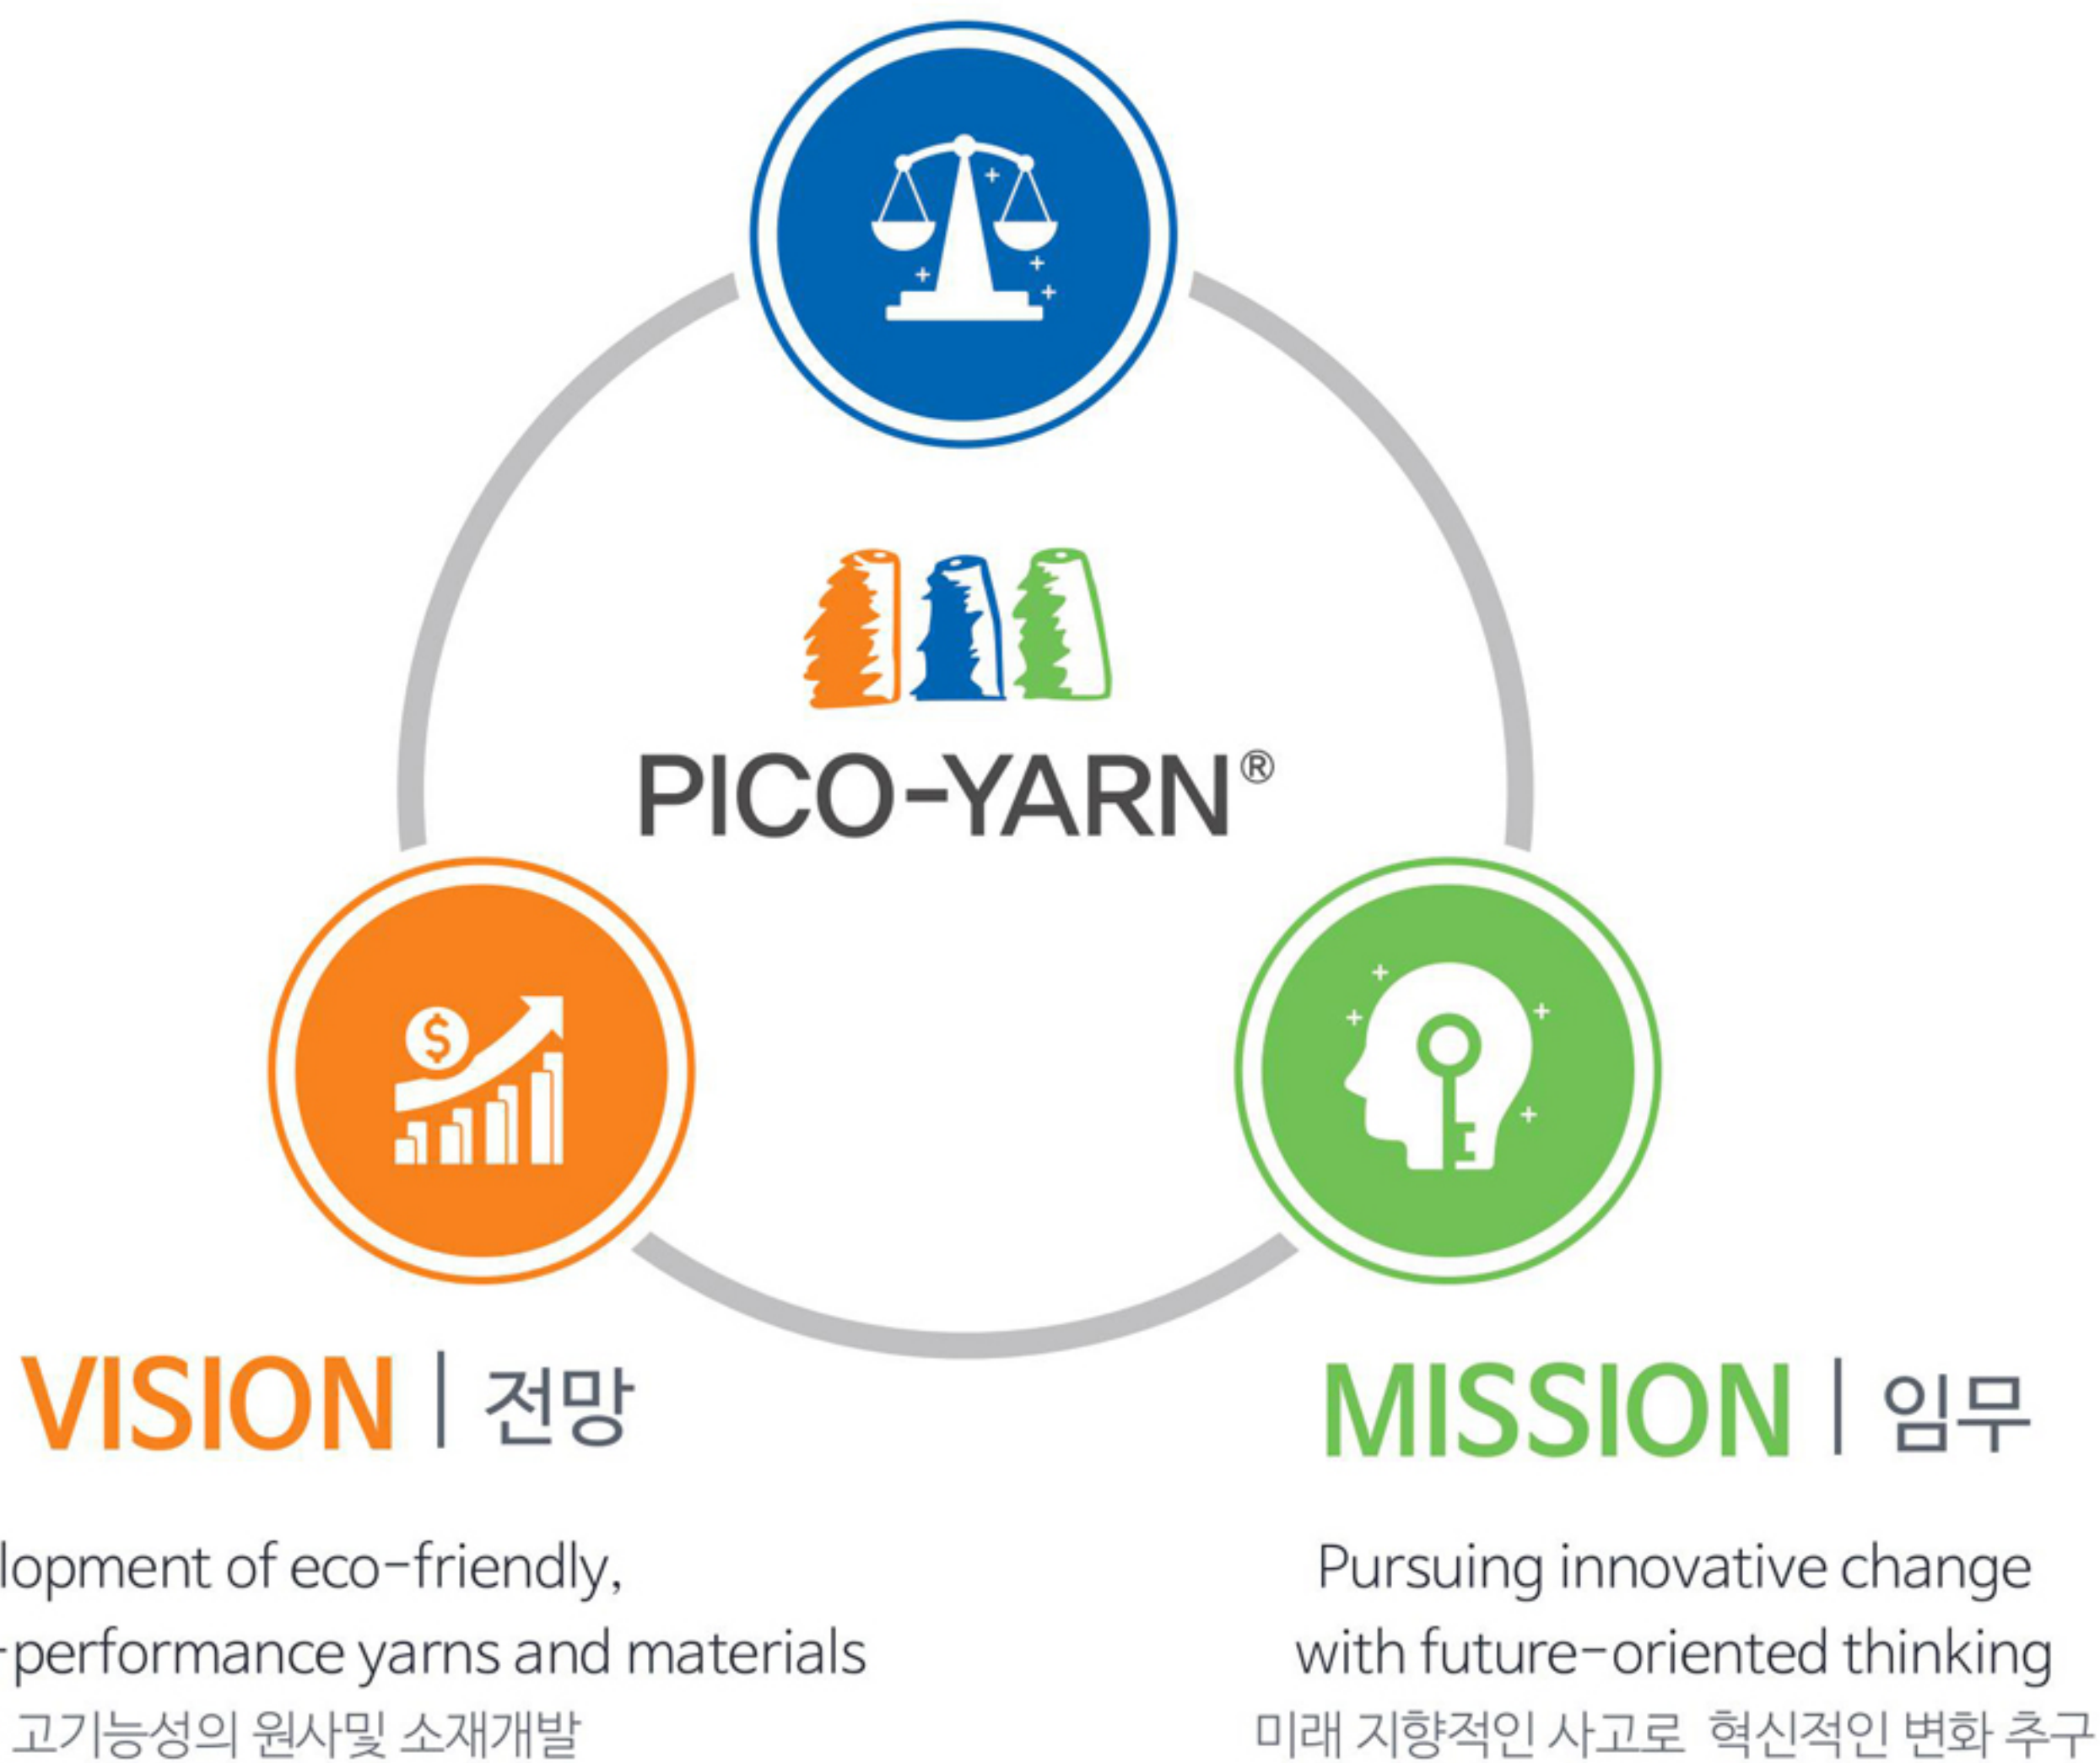 PICO-YARN®
VISION | 전망
lopment of eco-friendly,
-performance yarns and materials
고기능성의 원사및 소재개발
MISSION | 임무
Pursuing innovative change
with future-oriented thinking
미래 지향적인 사고로 혁신적인 변화 추구